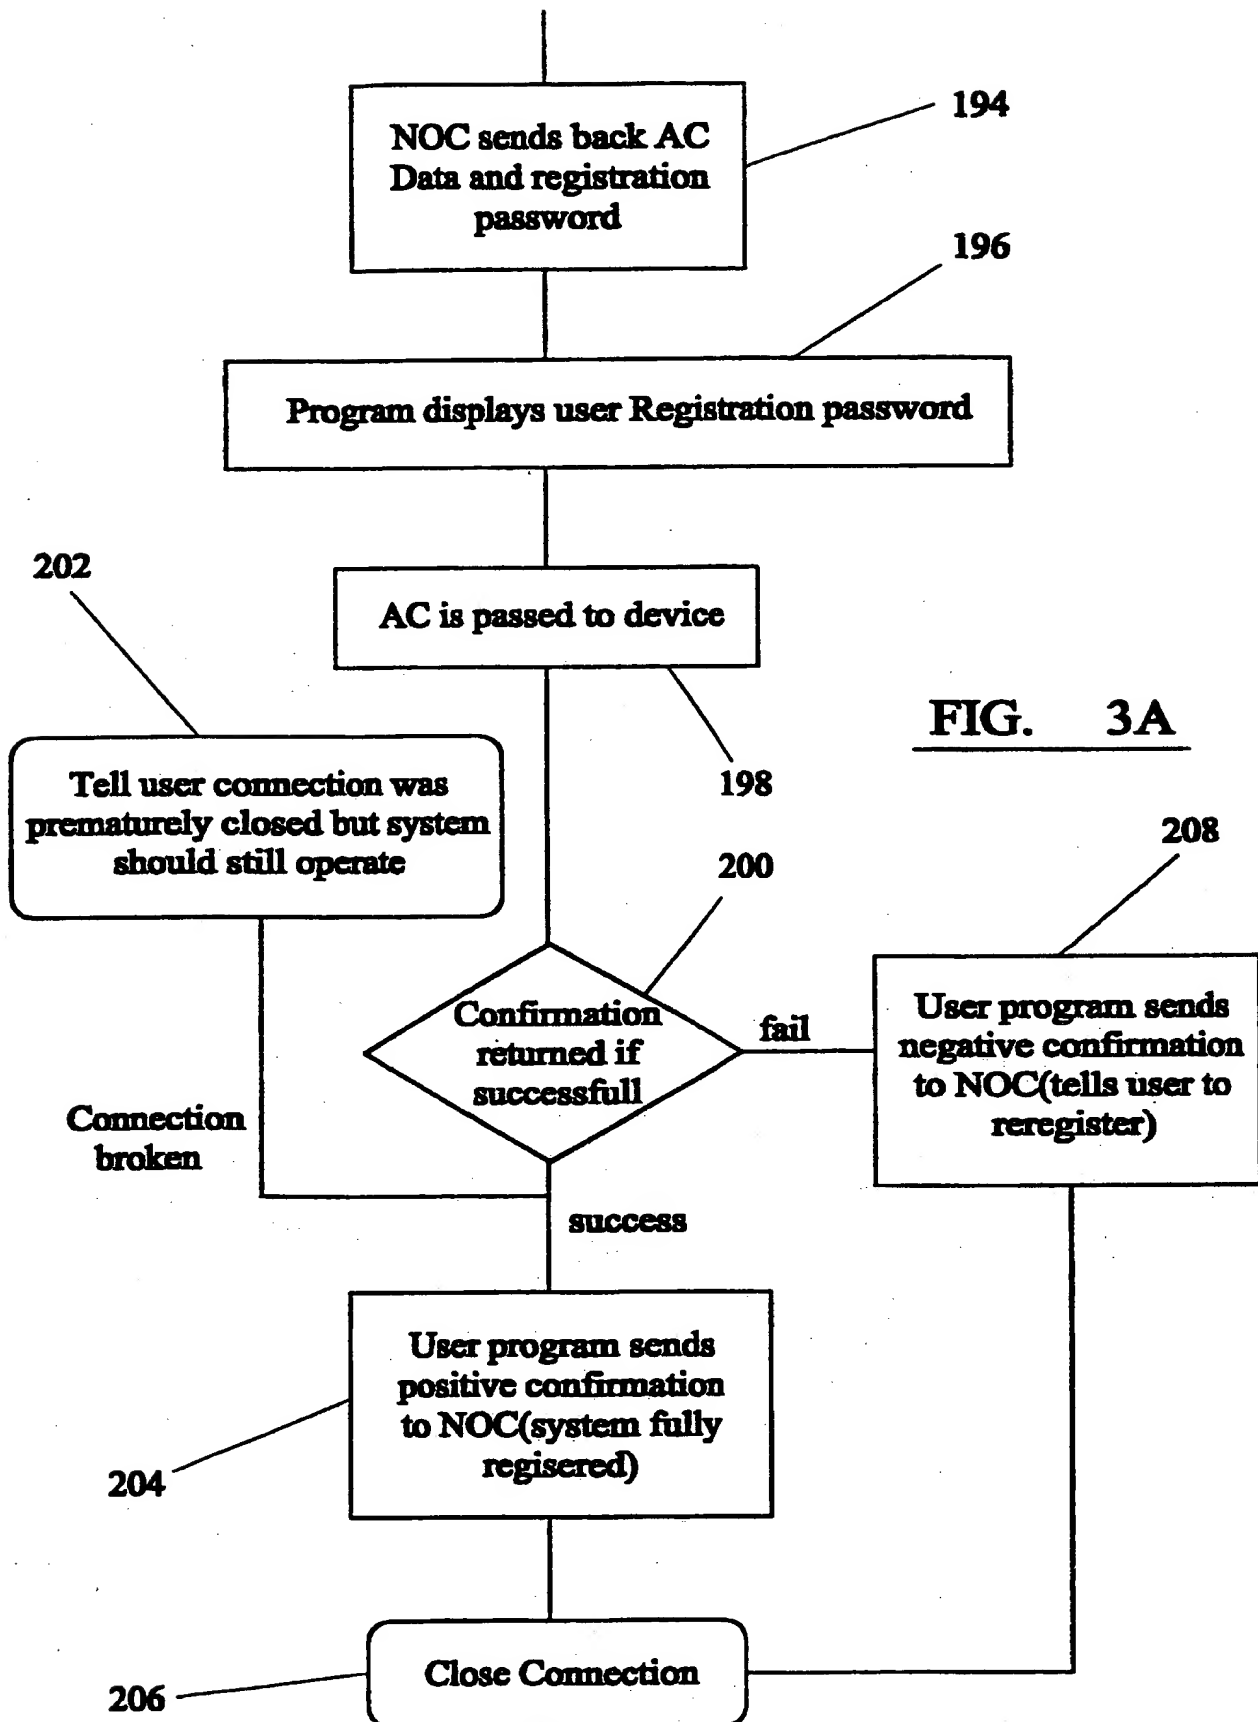 NOC sends back AC
Data and registration
password
194
196
Program displays user Registration password
202
AC is passed to device
FIG. 3A
198
Tell user connection was
prematurely closed but system
should still operate
208
200
Confirmation
returned if
successfull
fail
User program sends
negative confirmation
to NOC(tells user to
reregister)
Connection
broken
success
User program sends
positive confirmation
to NOC(system fully
regisered)
204
Close Connection
206